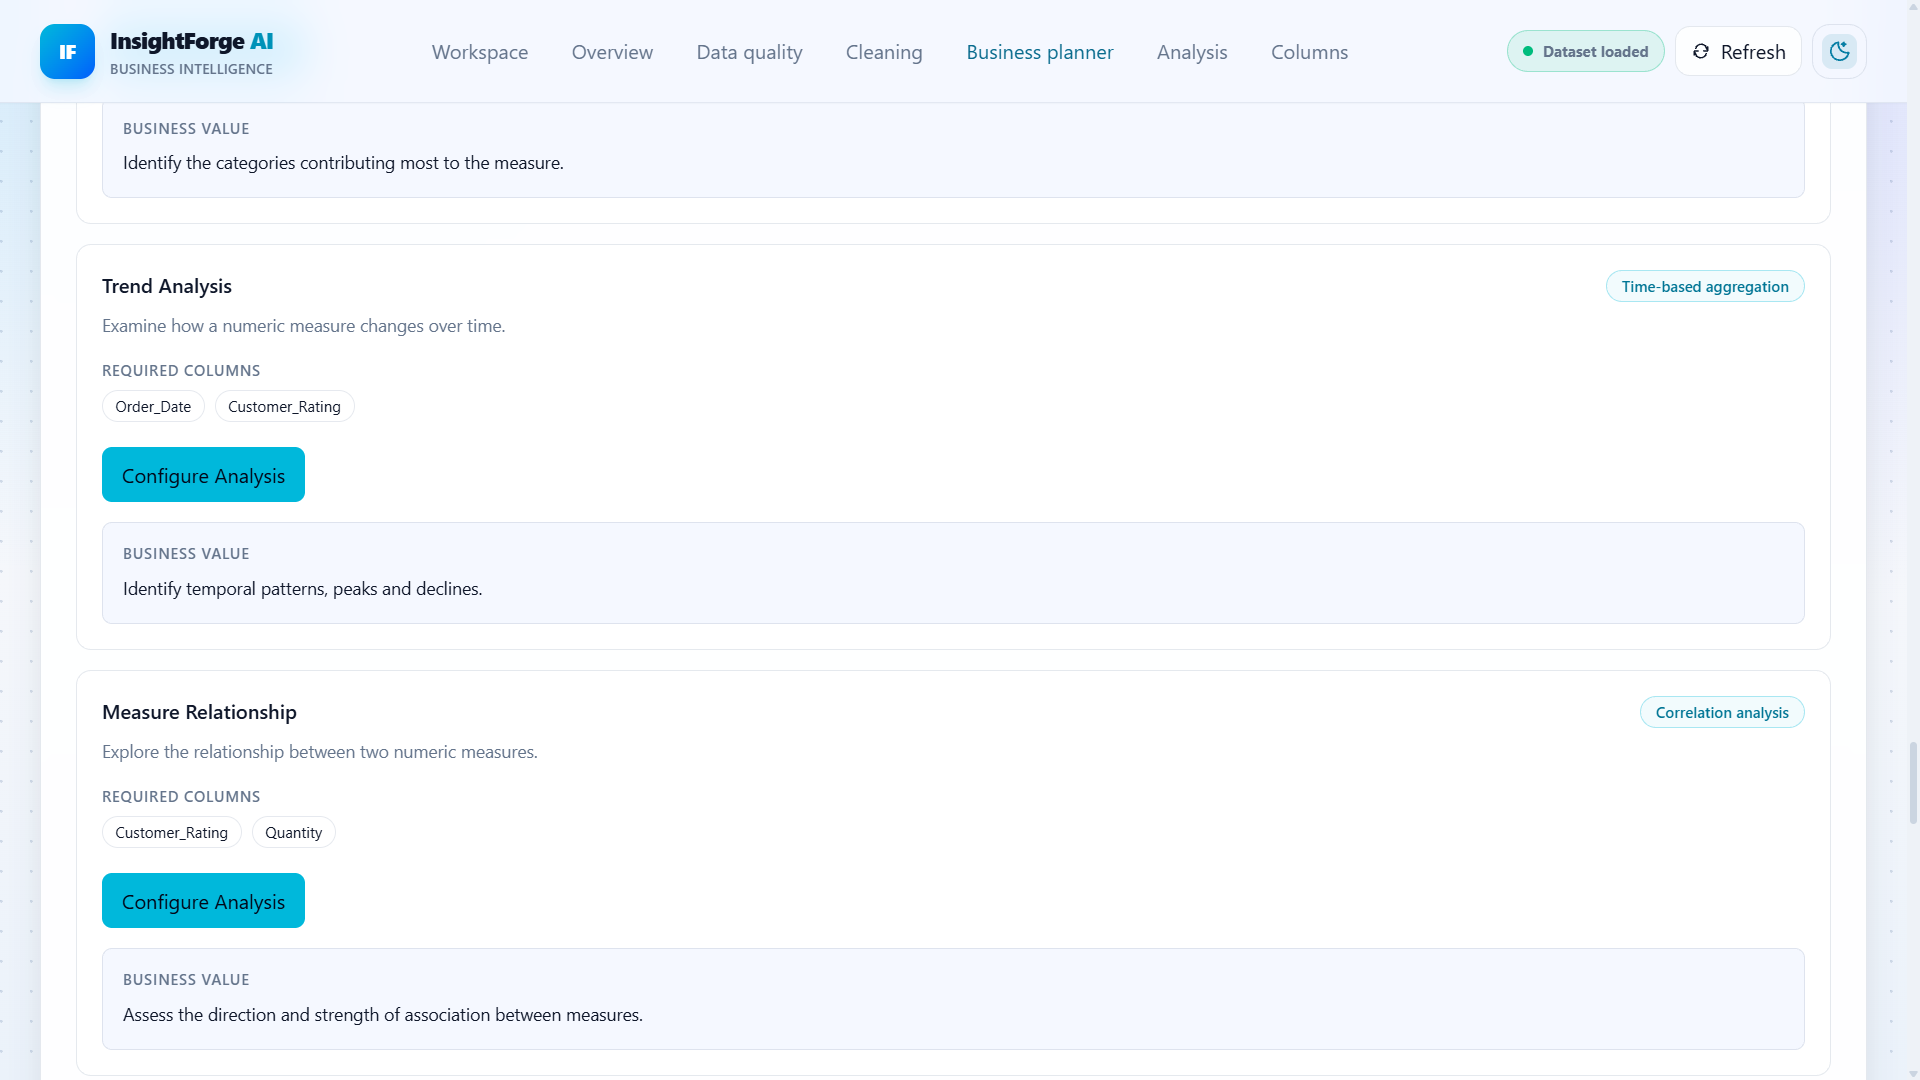 IF
InsightForge AI
BUSINESS INTELLIGENCE
Workspace
Overview
Data quality
Cleaning
Business planner
Analysis
Columns
Dataset loaded
Refresh
BUSINESS VALUE
Identify the categories contributing most to the measure.
Trend Analysis
Time-based aggregation
Examine how a numeric measure changes over time.
REQUIRED COLUMNS
Order_Date
Customer_Rating
Configure Analysis
BUSINESS VALUE
Identify temporal patterns, peaks and declines.
Measure Relationship
Correlation analysis
Explore the relationship between two numeric measures.
REQUIRED COLUMNS
Customer_Rating
Quantity
Configure Analysis
BUSINESS VALUE
Assess the direction and strength of association between measures.